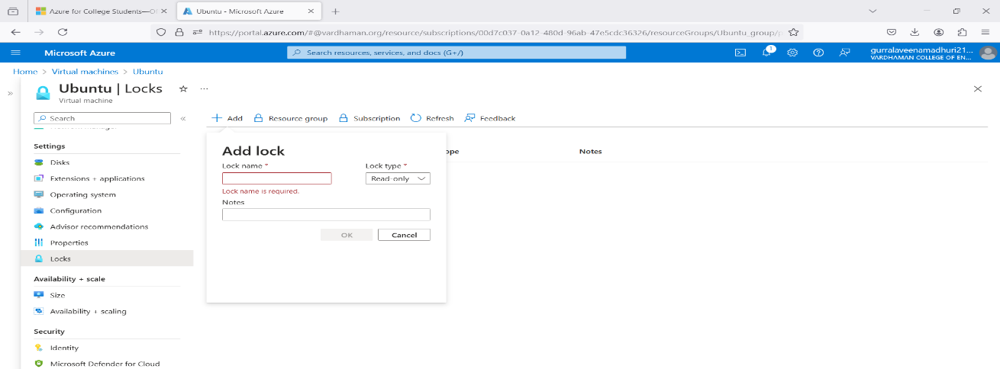 Azure for College Students—Of
Ubuntu - Microsoft Azure
https://portal.azure.com/#@vardhaman.org/resource/subscriptions/00d7c037-0a12-480d-96ab-47e5cdc36326/resourceGroups/Ubuntu_group/p
Microsoft Azure
Search resources, services, and docs (G+/)
1
gurralaveenamadhuri21...
VARDHAMAN COLLEGE OF EN...
Home > Virtual machines > Ubuntu
Ubuntu | Locks
Virtual machine
Search
Add
Resource group
Subscription
Refresh
Feedback
Settings
Disks
Extensions + applications
Operating system
Configuration
Advisor recommendations
Properties
Locks
Availability + scale
Size
Availability + scaling
Security
Identity
Microsoft Defender for Cloud
Add lock
Lock name *
Lock type *
Read-only
Lock name is required.
Notes
OK
Cancel
ope
Notes